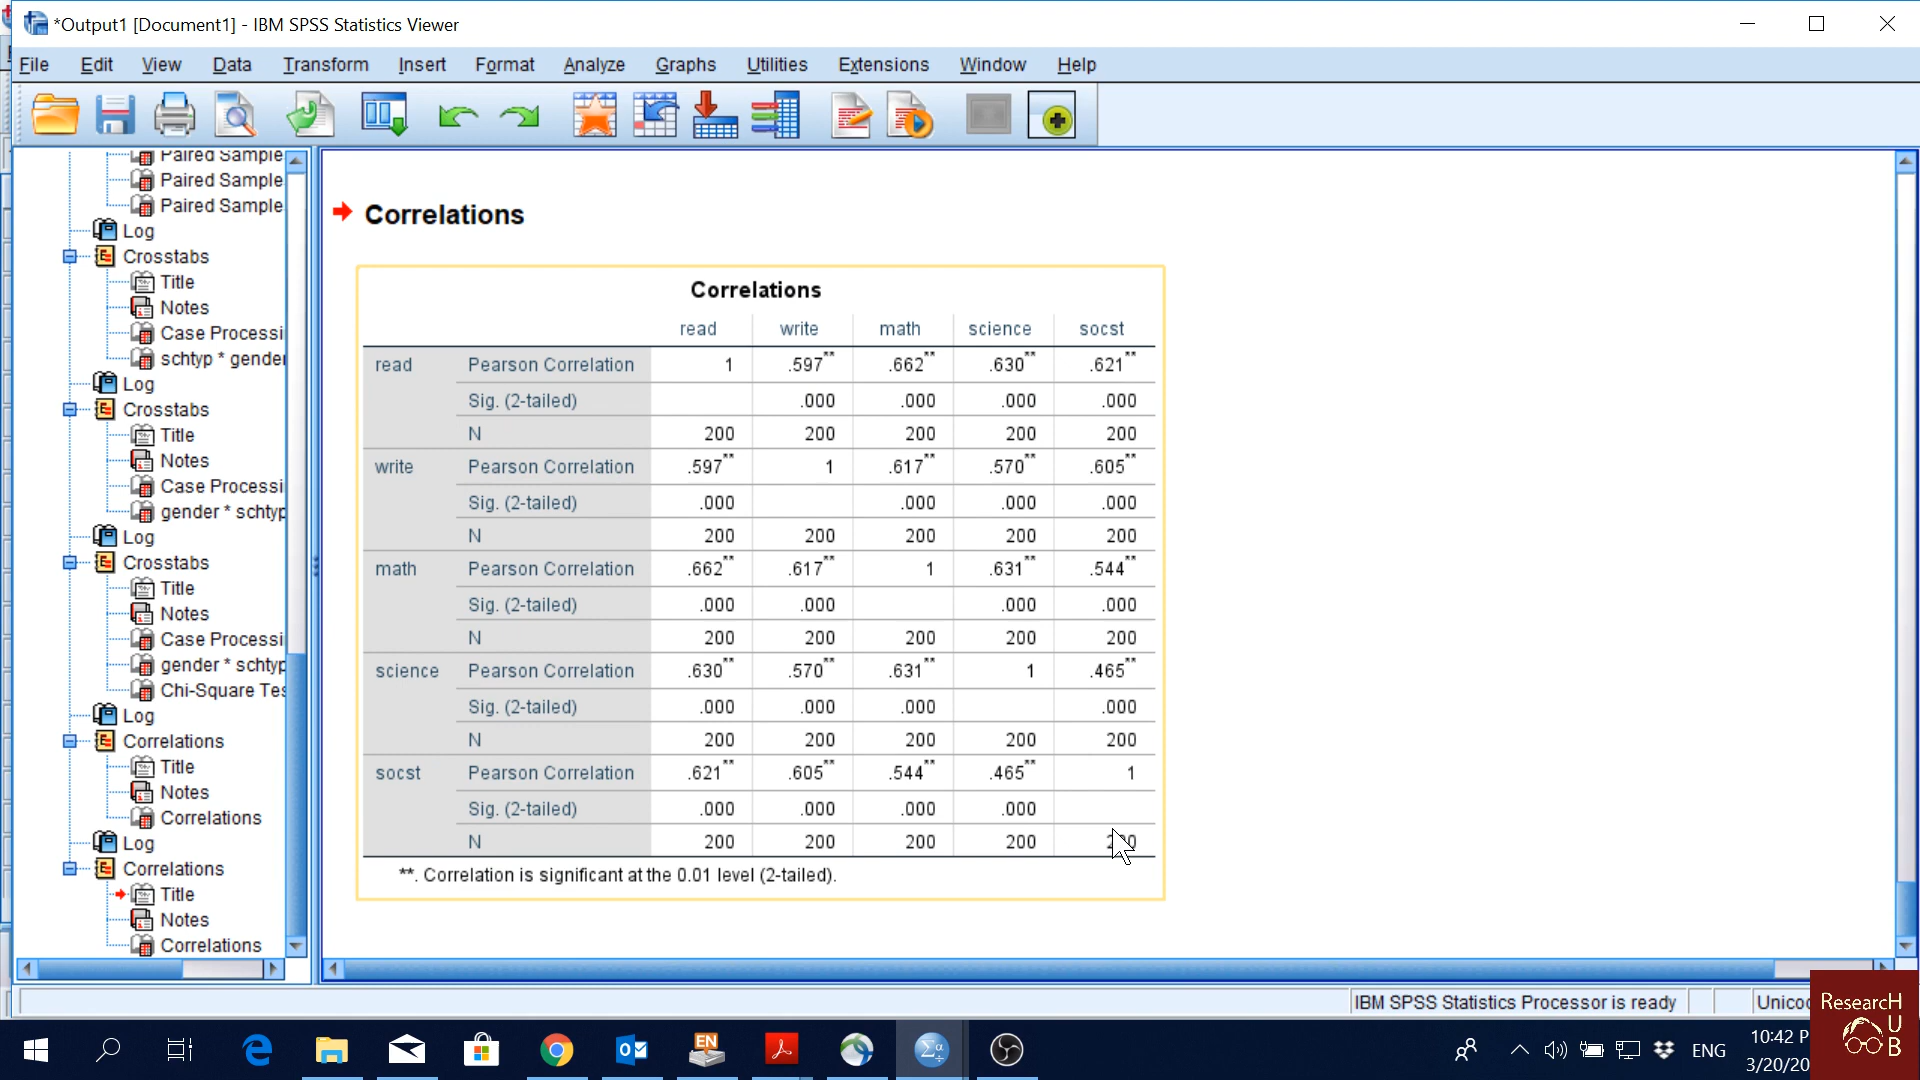 *Output1 [Document1] - IBM SPSS Statistics Viewer
File Edit View Data Transform Insert Format Analyze Graphs Utilities Extensions Window Help
Paired Sample
Paired Sample
Paired Sample
Log
Crosstabs
Title
Notes
Case Processi
schtyp * gender
Log
Crosstabs
Title
Notes
Case Processi
gender * schtyp
Log
Crosstabs
Title
Notes
Case Processi
gender * schtyp
Chi-Square Tes
Log
Correlations
Title
Notes
Correlations
Log
Correlations
Title
Notes
Correlations
Correlations
Correlations
read write math science socst
read Pearson Correlation 1 .597** .662** .630** .621**
Sig. (2-tailed) .000 .000 .000 .000
N 200 200 200 200 200
write Pearson Correlation .597** 1 .617** .570** .605**
Sig. (2-tailed) .000 .000 .000 .000
N 200 200 200 200 200
math Pearson Correlation .662** .617** 1 .631** .544**
Sig. (2-tailed) .000 .000 .000 .000
N 200 200 200 200 200
science Pearson Correlation .630** .570** .631** 1 .465**
Sig. (2-tailed) .000 .000 .000 .000
N 200 200 200 200 200
socst Pearson Correlation .621** .605** .544** .465** 1
Sig. (2-tailed) .000 .000 .000 .000
N 200 200 200 200 200
**. Correlation is significant at the 0.01 level (2-tailed).
IBM SPSS Statistics Processor is ready Unico
ResearcH
U
B
EN
ENG
10:42 P
3/20/20